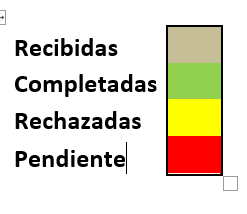 Recibidas
Completadas
Rechazadas
Pendiente